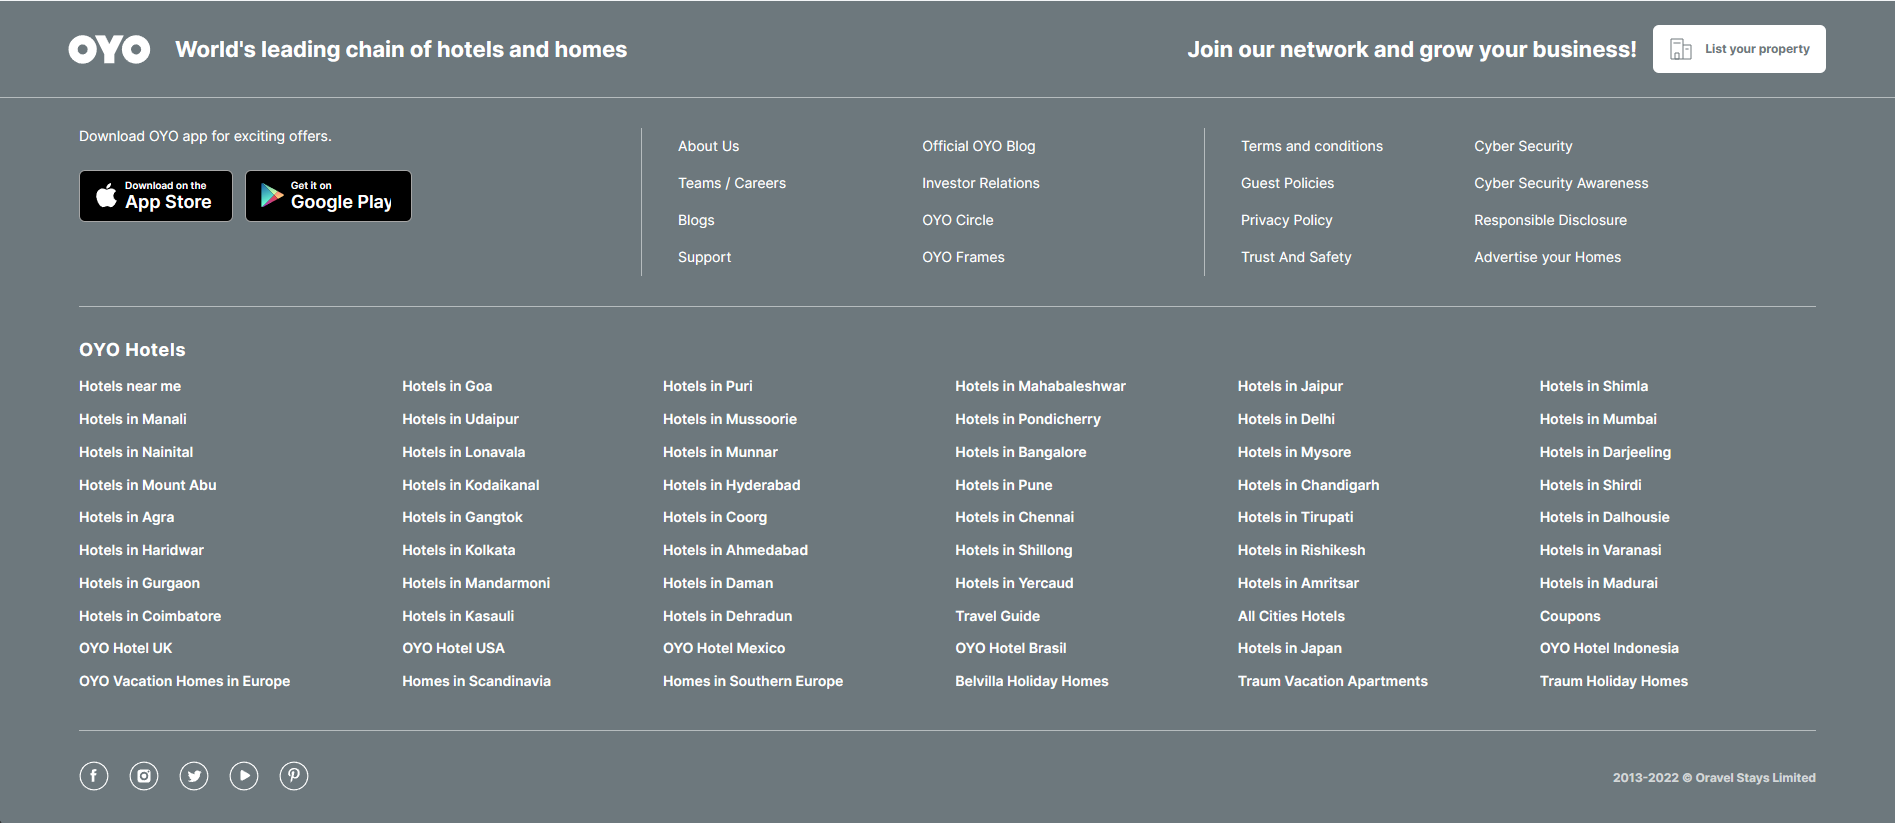 OYO World's leading chain of hotels and homes
Join our network and grow your business! List your property
Download OYO app for exciting offers.
Download on the
App Store
Get it on
Google Play
About Us
Teams / Careers
Blogs
Support
Official OYO Blog
Investor Relations
OYO Circle
OYO Frames
Terms and conditions
Guest Policies
Privacy Policy
Trust And Safety
Cyber Security
Cyber Security Awareness
Responsible Disclosure
Advertise your Homes
OYO Hotels
Hotels near me Hotels in Goa Hotels in Puri Hotels in Mahabaleshwar Hotels in Jaipur Hotels in Shimla
Hotels in Manali Hotels in Udaipur Hotels in Mussoorie Hotels in Pondicherry Hotels in Delhi Hotels in Mumbai
Hotels in Nainital Hotels in Lonavala Hotels in Munnar Hotels in Bangalore Hotels in Mysore Hotels in Darjeeling
Hotels in Mount Abu Hotels in Kodaikanal Hotels in Hyderabad Hotels in Pune Hotels in Chandigarh Hotels in Shirdi
Hotels in Agra Hotels in Gangtok Hotels in Coorg Hotels in Chennai Hotels in Tirupati Hotels in Dalhousie
Hotels in Haridwar Hotels in Kolkata Hotels in Ahmedabad Hotels in Shillong Hotels in Rishikesh Hotels in Varanasi
Hotels in Gurgaon Hotels in Mandarmoni Hotels in Daman Hotels in Yercaud Hotels in Amritsar Hotels in Madurai
Hotels in Coimbatore Hotels in Kasauli Hotels in Dehradun Travel Guide All Cities Hotels Coupons
OYO Hotel UK OYO Hotel USA OYO Hotel Mexico OYO Hotel Brasil Hotels in Japan OYO Hotel Indonesia
OYO Vacation Homes in Europe Homes in Scandinavia Homes in Southern Europe Belvilla Holiday Homes Traum Vacation Apartments Traum Holiday Homes
2013-2022 © Oravel Stays Limited